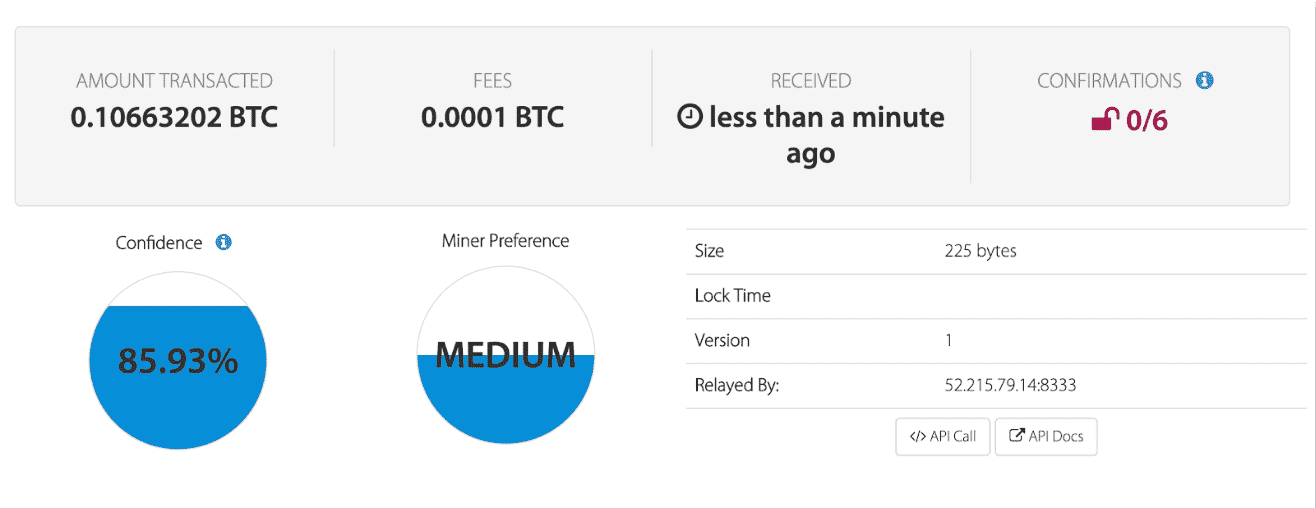 AMOUNT TRANSACTED
0.10663202 BTC
FEES
0.0001 BTC
RECEIVED
less than a minute
ago
CONFIRMATIONS
0/6
Confidence
85.93%
Miner Preference
MEDIUM
Size 225 bytes
Lock Time
Version 1
Relayed By: 52.215.79.14:8333
</> API Call
API Docs